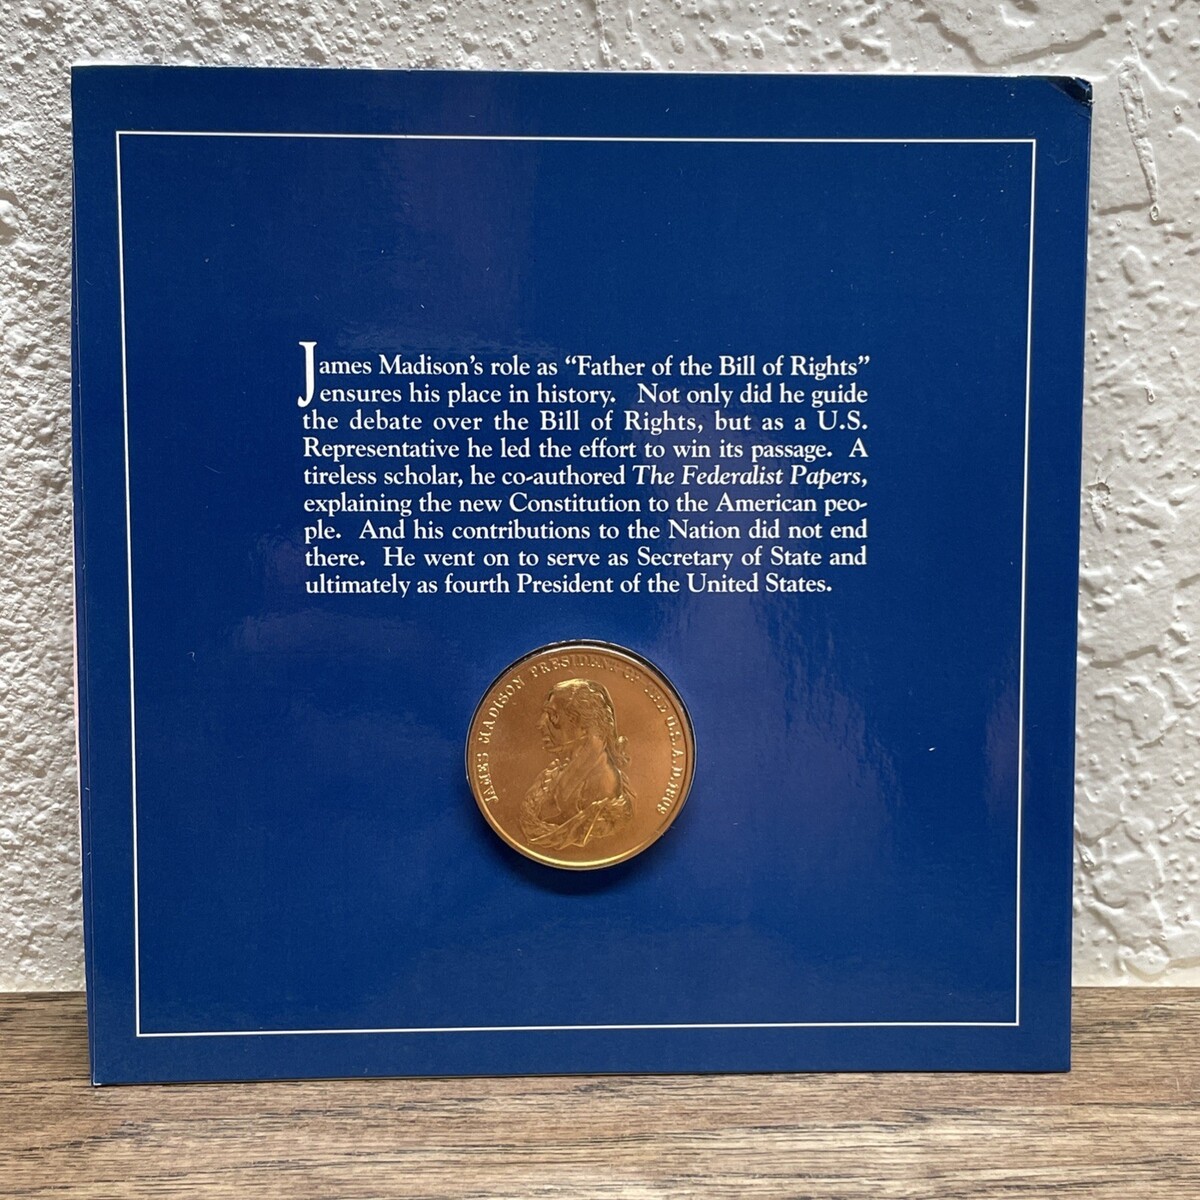 James Madison's role as “Father of the Bill of Rights”
ensures his place in history. Not only did he guide
the debate over the Bill of Rights, but as a U.S.
Representative he led the effort to win its passage. A
tireless scholar, he co-authored The Federalist Papers,
explaining the new Constitution to the American peo-
ple. And his contributions to the Nation did not end
there. He went on to serve as Secretary of State and
ultimately as fourth President of the United States.
JAMES MADISON PRESIDENT OF THE U.S. A.D. 1809